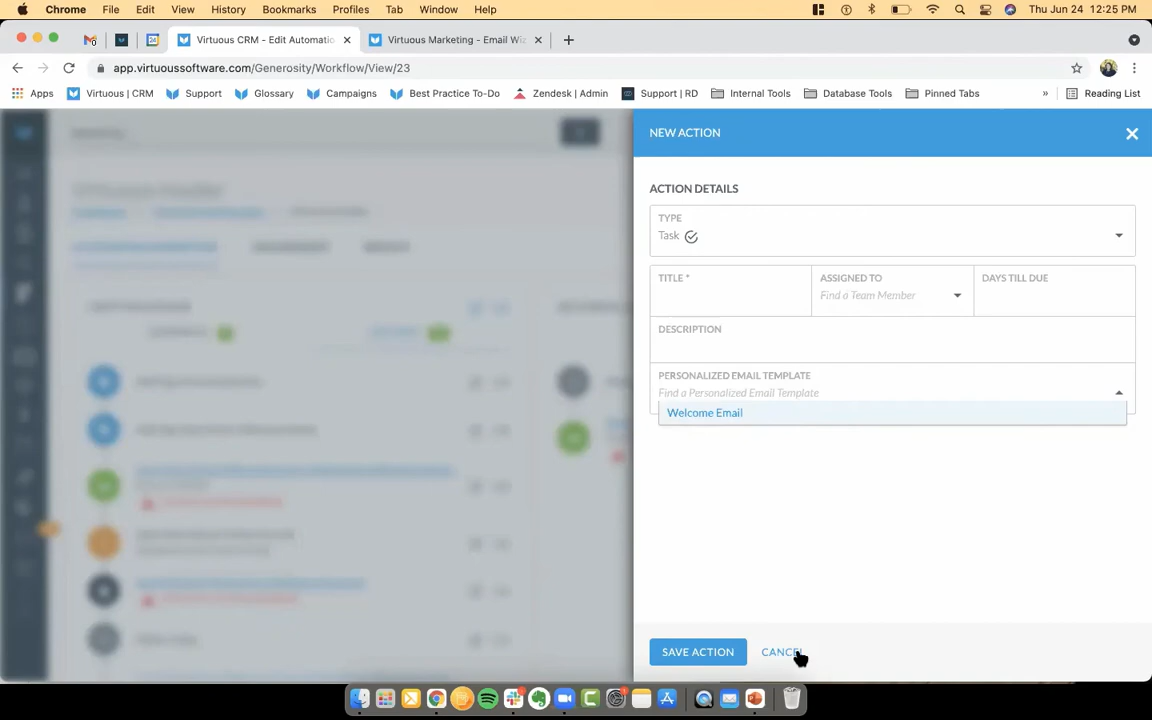 Chrome File Edit View History Bookmarks Profiles Tab Window Help Thu Jun 24 12:25 PM
Virtuous CRM - Edit Automatio Virtuous Marketing - Email Wiz
app.virtuoussoftware.com/Generosity/Workflow/View/23
Apps Virtuous | CRM Support Glossary Campaigns Best Practice To-Do Zendesk | Admin Support | RD Internal Tools Database Tools Pinned Tabs » Reading List
NEW ACTION
ACTION DETAILS
TYPE
Task
TITLE * ASSIGNED TO DAYS TILL DUE
Find a Team Member
DESCRIPTION
PERSONALIZED EMAIL TEMPLATE
Find a Personalized Email Template
Welcome Email
SAVE ACTION CANCEL